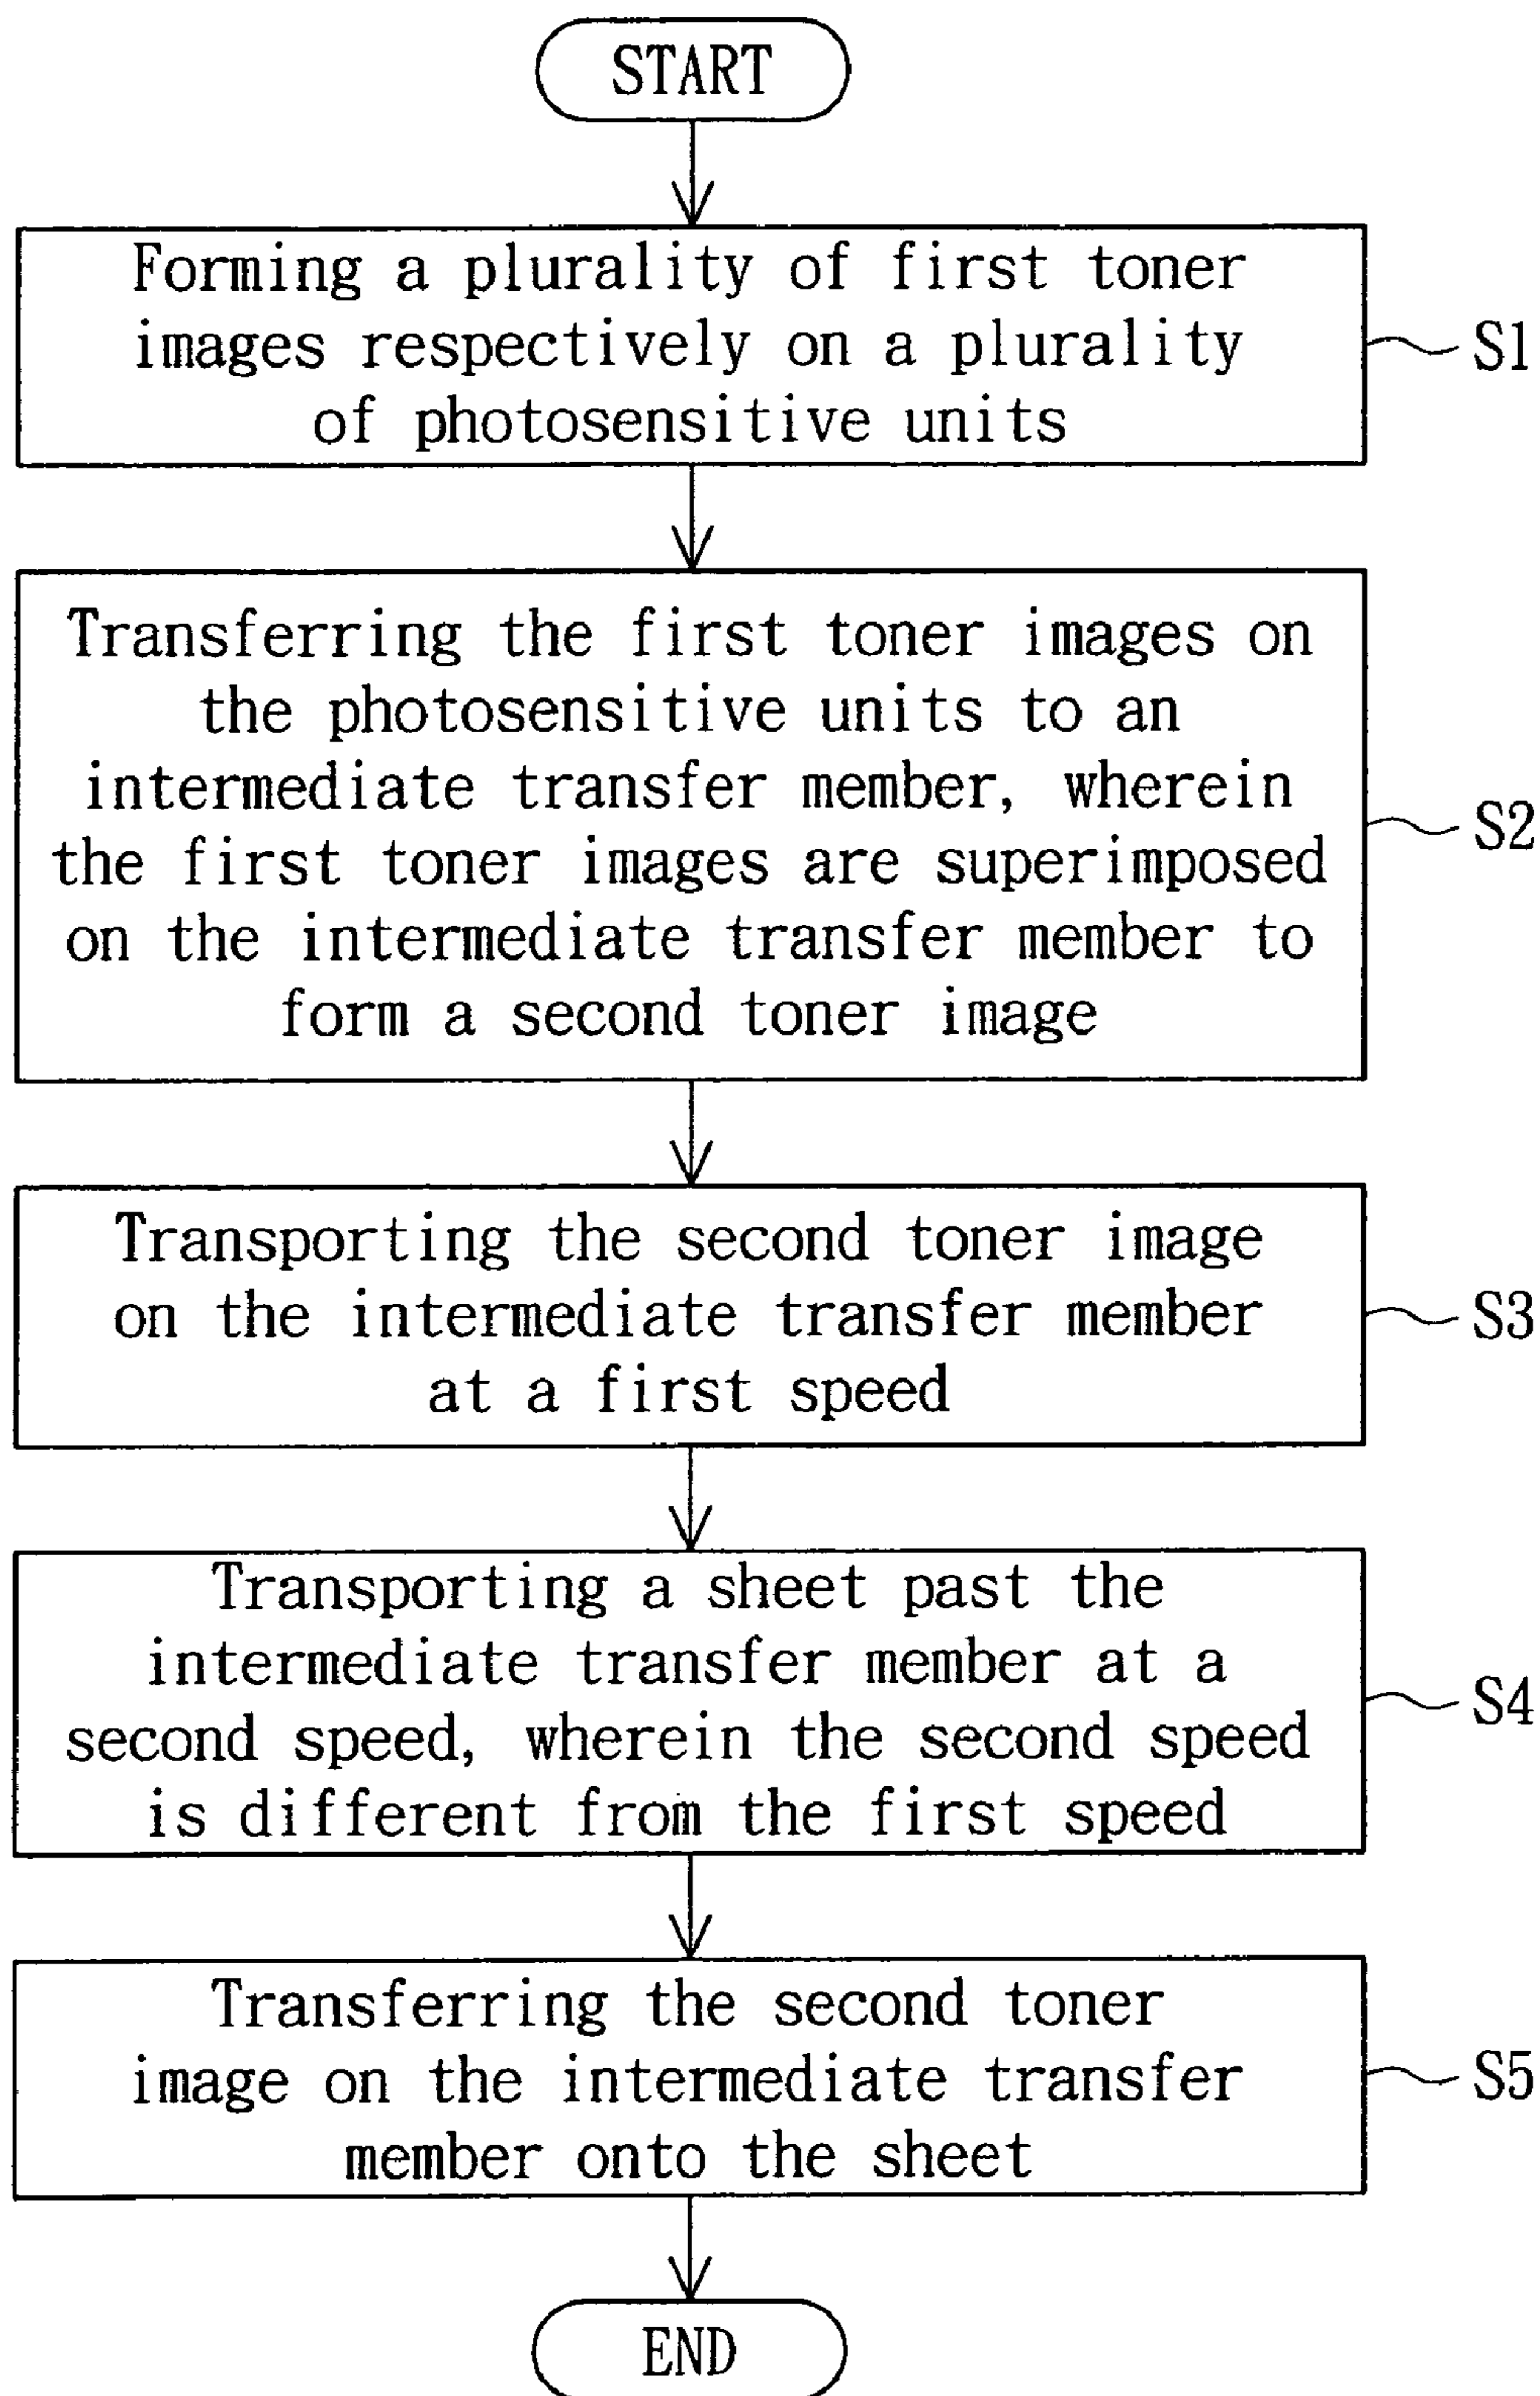 START
Forming a plurality of first toner
images respectively on a plurality
of photosensitive units
S1
Transferring the first toner images on
the photosensitive units to an
intermediate transfer member, wherein
the first toner images are superimposed
on the intermediate transfer member to
form a second toner image
S2
Transporting the second toner image
on the intermediate transfer member
at a first speed
S3
Transporting a sheet past the
intermediate transfer member at a
second speed, wherein the second speed
is different from the first speed
S4
Transferring the second toner
image on the intermediate transfer
member onto the sheet
S5
END